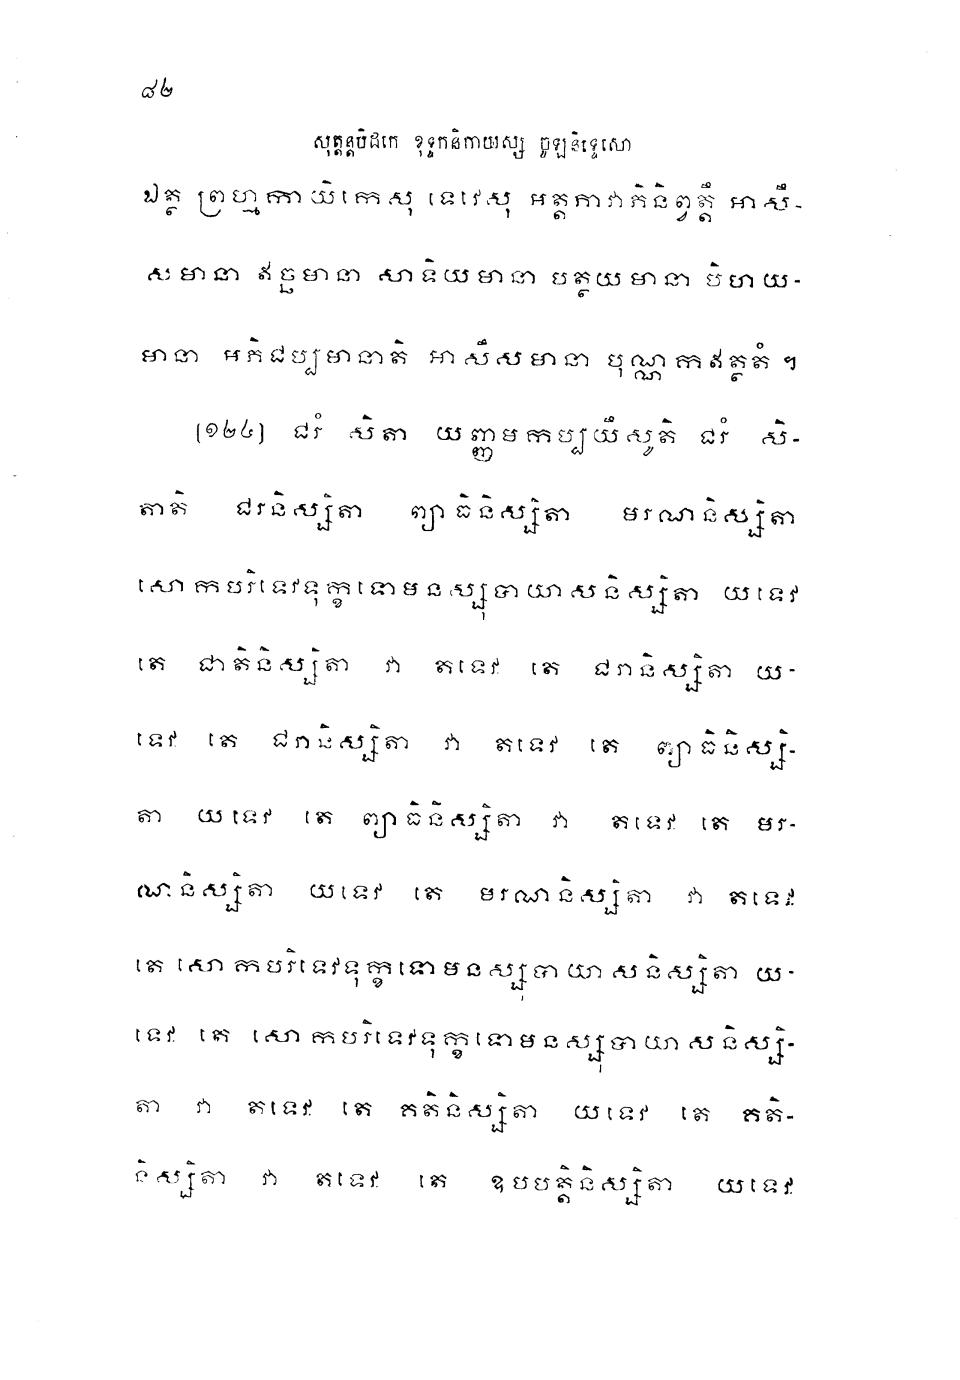 ៨២
សុត្តន្តបិដកេ ខុទ្ទកនិកាយស្ស ចូឡនិទ្ទេសោ
ឯត្ថ ព្រហ្មកាយិកេសុ ទេវេសុ អត្តភាវាភិនិព្វត្តឹ អាសឹ-
សមានា ឥច្ឆមានា សាទិយមានា បត្ថយមានា បិហយ-
មានា អភិជប្បមានាតិ អាសឹសមានា បុណ្ណកឥត្ថតំ ។
(១២៤) ជរំ សិតា យញ្ញមកប្បយឹសូតិ ជរំ សិ-
តាតិ ជរនិស្សិតា ព្យាធិនិស្សិតា មរណានិស្សិតា
សោកបរិទេវទុក្ខទោមនស្សុបាយាសនិស្សិតា យទេវ
តេ ជាតិនិស្សិតា វា តទេវ តេ ជរានិស្សិតា យ-
ទេវ តេ ជរានិស្សិតា វា តទេវ តេ ព្យាធិនិស្សិ-
តា យទេវ តេ ព្យាធិនិស្សិតា វា តទេវ តេ មរ-
ណានិស្សិតា យទេវ តេ មរណានិស្សិតា វា តទេវ
តេ សោកបរិទេវទុក្ខទោមនស្សុបាយាសនិស្សិតា យ-
ទេវ តេ សោកបរិទេវទុក្ខទោមនស្សុបាយាសនិស្សិ-
តា វា តទេវ តេ គតិនិស្សិតា យទេវ តេ គតិ-
និស្សិតា វា តទេវ តេ ឧបបត្តិនិស្សិតា យទេវ